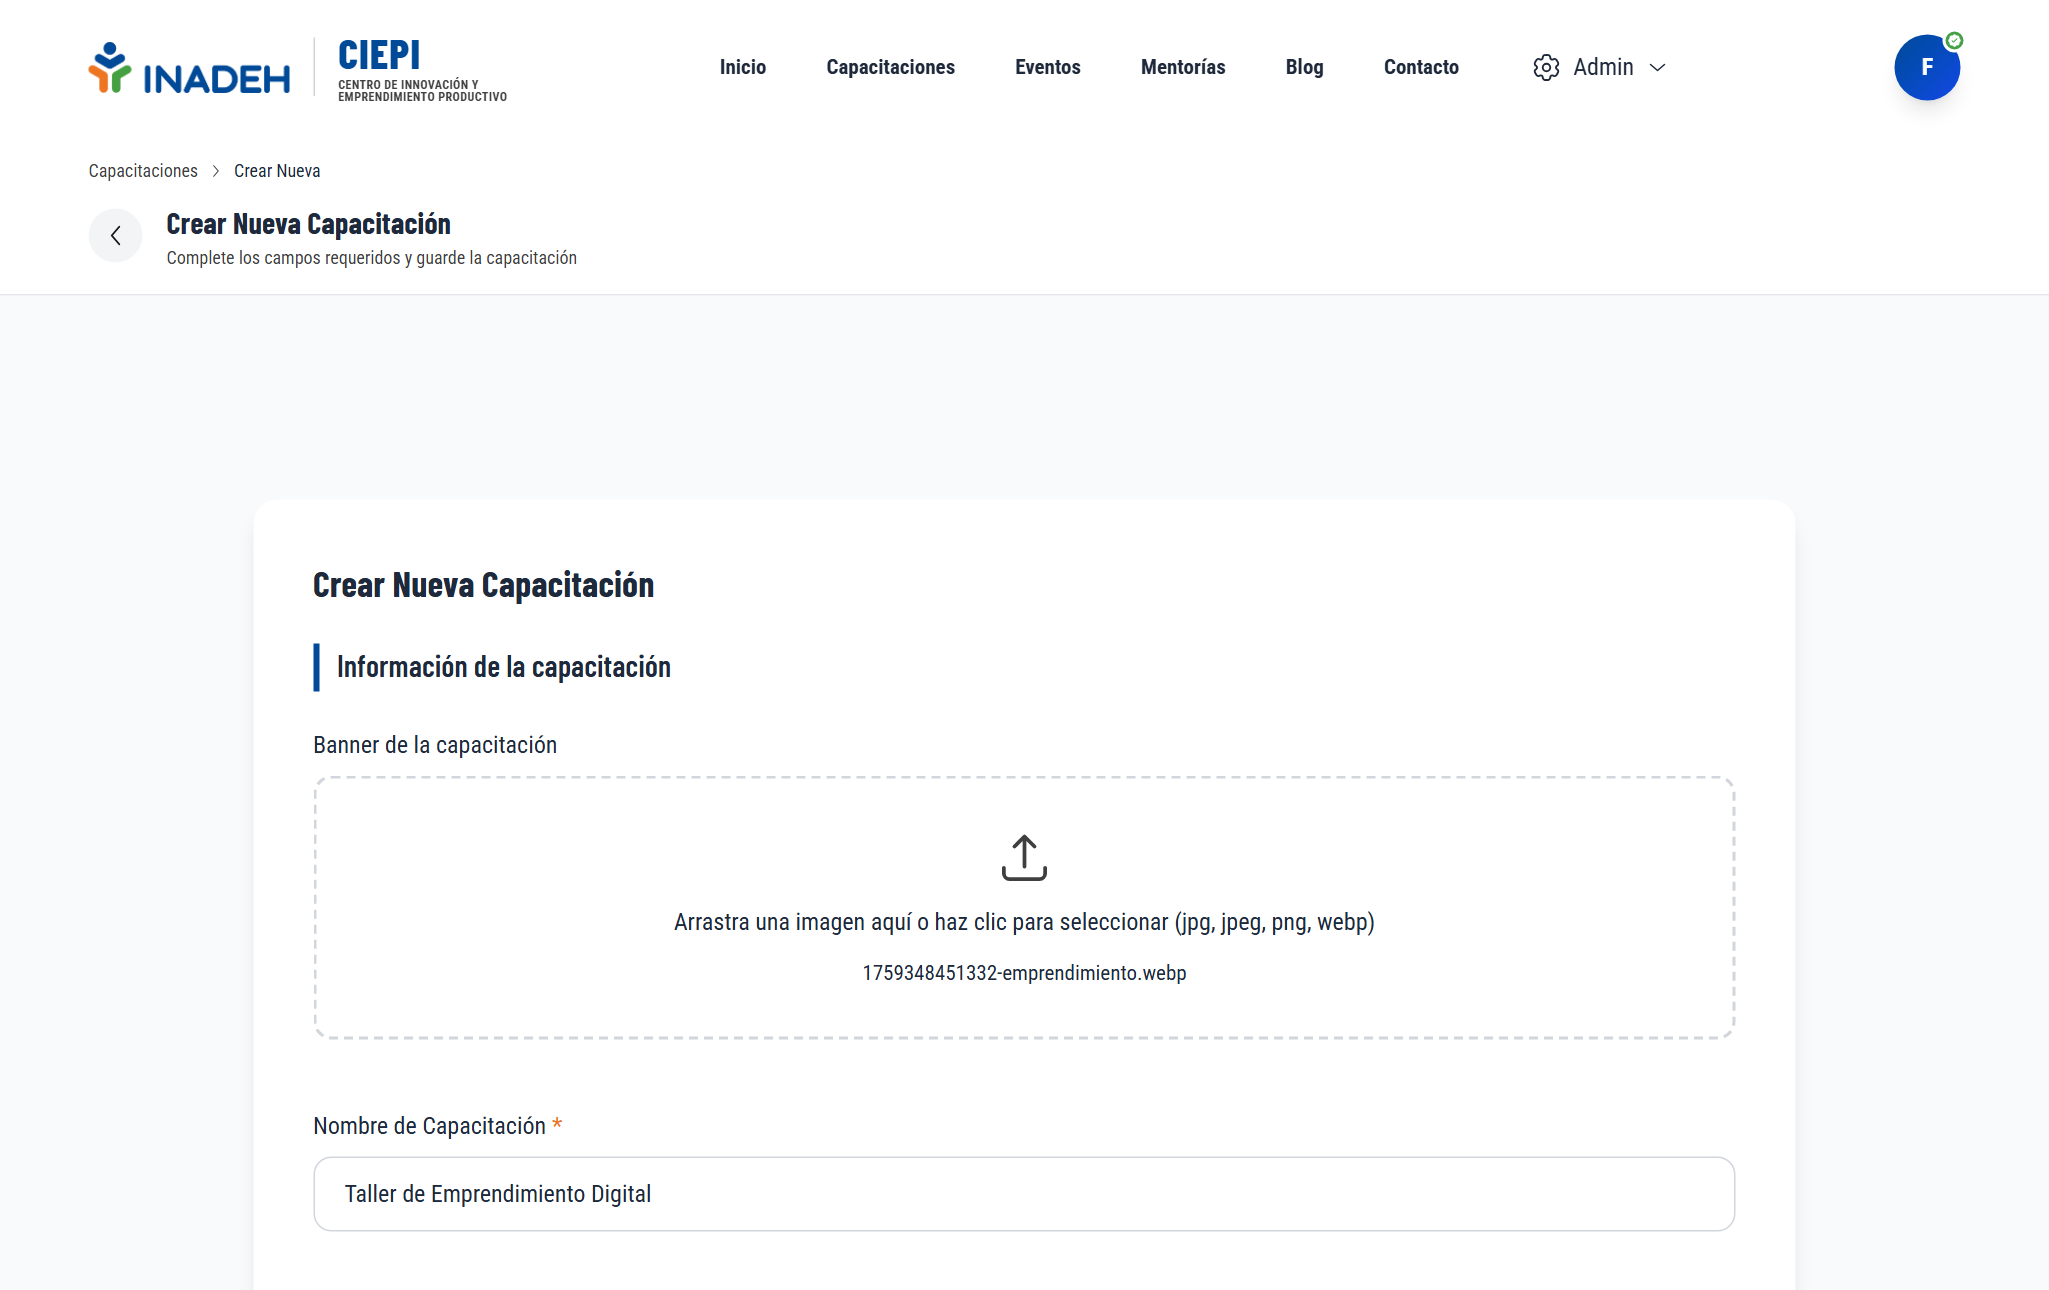 INADEH
CIEPI
CENTRO DE INNOVACIÓN Y
EMPRENDIMIENTO PRODUCTIVO
Inicio
Capacitaciones
Eventos
Mentorías
Blog
Contacto
Admin
F
Capacitaciones
Crear Nueva
Crear Nueva Capacitación
Complete los campos requeridos y guarde la capacitación
Crear Nueva Capacitación
Información de la capacitación
Banner de la capacitación
Arrastra una imagen aquí o haz clic para seleccionar (jpg, jpeg, png, webp)
1759348451332-emprendimiento.webp
Nombre de Capacitación *
Taller de Emprendimiento Digital